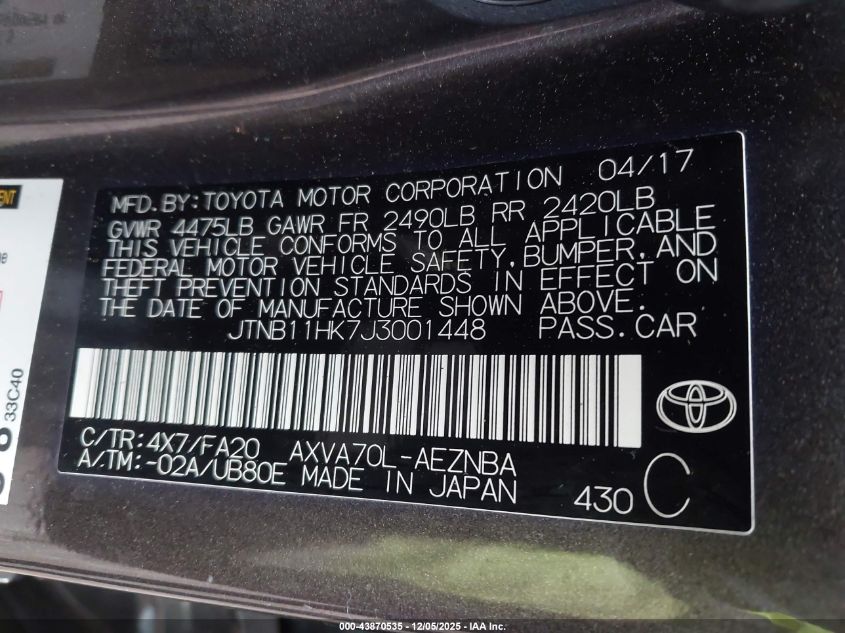 MFD.BY:TOYOTA MOTOR CORPORATION 04/17
GVWR 4475LB GAWR FR 2490LB RR 2420LB
THIS VEHICLE CONFORMS TO ALL APPLICABLE
FEDERAL MOTOR VEHICLE SAFETY,BUMPER,AND
THEFT PREVENTION STANDARDS IN EFFECT ON
THE DATE OF MANUFACTURE SHOWN ABOVE.
JTNB11HK7J3001448 PASS.CAR
C/TR:4X7/FA20 AXVA70L-AEZNBA
A/TM:-02A/UB80E MADE IN JAPAN
430 C
33C40
000-43870535 - 12/05/2025 - IAA Inc.